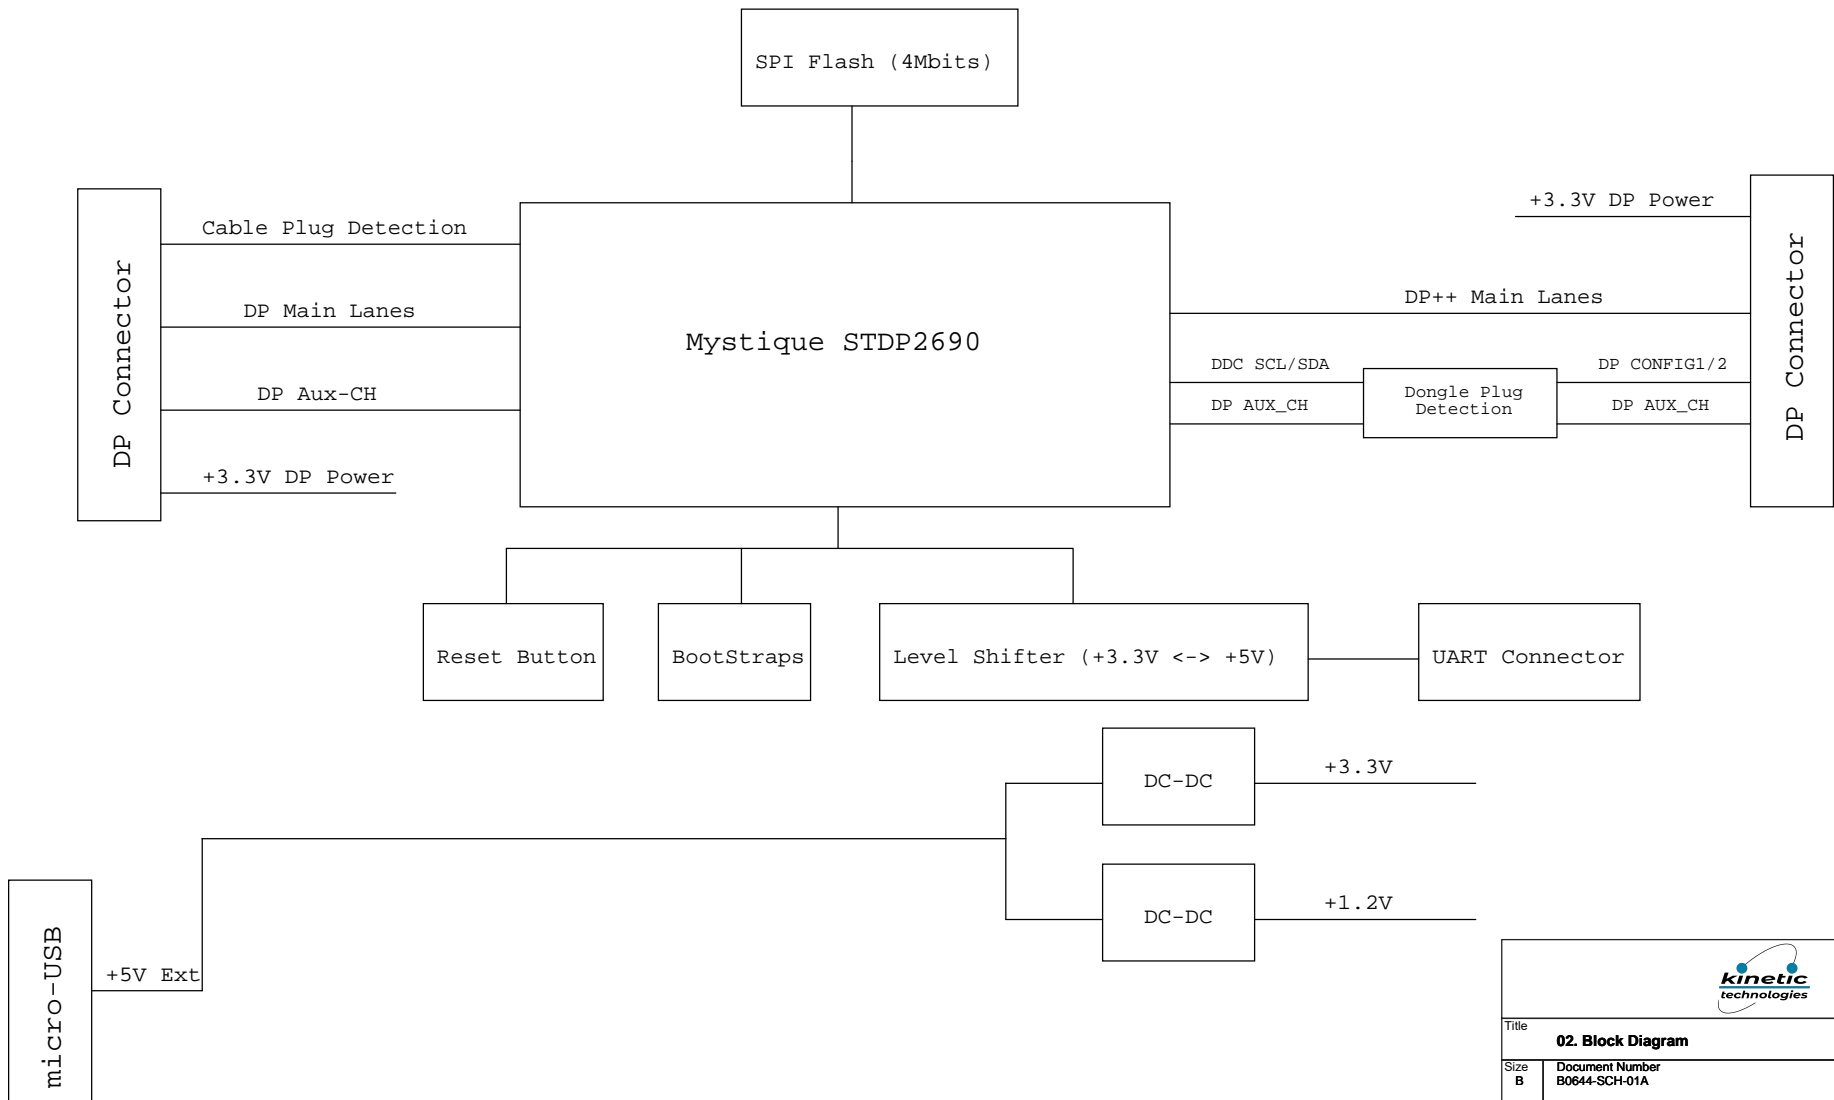 SPI Flash (4Mbits)
+3.3V DP Power
Cable Plug Detection
DP Connector
DP Main Lanes
DP Aux-CH
+3.3V DP Power
Mystique STDP2690
DP++ Main Lanes
DDC SCL/SDA
DP AUX_CH
Dongle Plug
Detection
DP CONFIG1/2
DP AUX_CH
DP Connector
Reset Button
BootStraps
Level Shifter (+3.3V <-> +5V)
UART Connector
DC-DC
+3.3V
DC-DC
+1.2V
micro-USB
+5V Ext
kinetic
technologies
Title
02. Block Diagram
Size
B
Document Number
B0644-SCH-01A